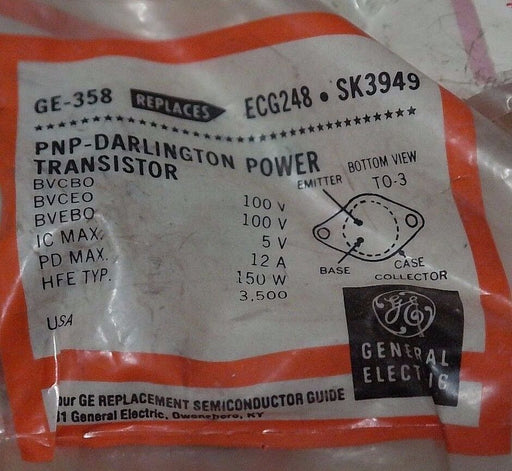 GE-358 REPLACES ECG248 • SK3949
★★★★★★★★★★★★★★★★★★★★★★★★★★★★★★★★★★★★★★★★
PNP-DARLINGTON POWER
TRANSISTOR
BVCBO 100 V
BVCEO 100 V
BVEBO 5 V
IC MAX. 12 A
PD MAX. 150 W
HFE TYP. 3,500
USA
BOTTOM VIEW
TO-3
EMITTER
BASE
CASE
COLLECTOR
GE
GENERAL
ELECTRIC
our GE REPLACEMENT SEMICONDUCTOR GUIDE
General Electric, Owensboro, KY